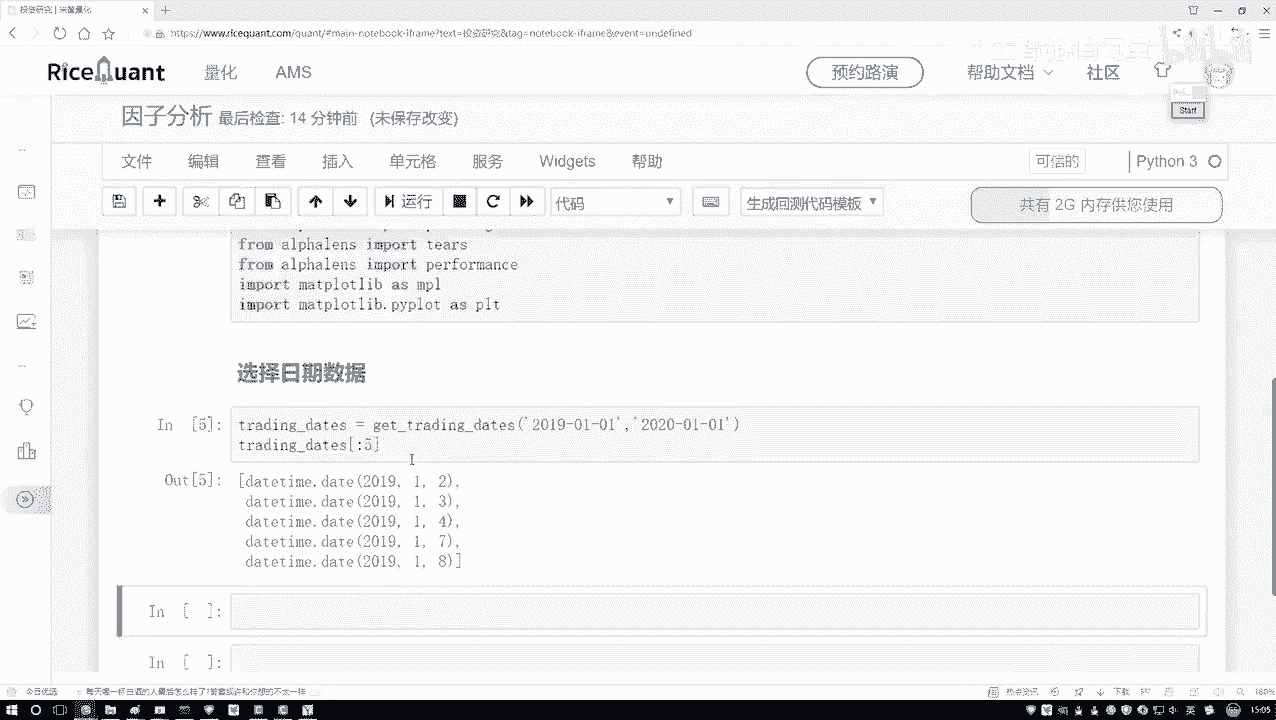 投资研究 | 米筐量化
https://www.ricequant.com/quant/#main-notebook-iframe?text=投资研究&tag=notebook-iframe&event=undefined
RiceQuant 量化 AMS 预约路演 帮助文档 社区
Start
因子分析 最后检查: 14 分钟前 (未保存改变)
文件 编辑 查看 插入 单元格 服务 Widgets 帮助 可信的 Python 3
运行 代码 生成回测代码模板 共有 2G 内存供您使用
from alphalens import tears
from alphalens import performance
import matplotlib as mpl
import matplotlib.pyplot as plt
选择日期数据
In [5]: trading_dates = get_trading_dates('2019-01-01','2020-01-01')
trading_dates[:5]
Out[5]: [datetime.date(2019, 1, 2),
datetime.date(2019, 1, 3),
datetime.date(2019, 1, 4),
datetime.date(2019, 1, 7),
datetime.date(2019, 1, 8)]
In [ ]:
In [ ]:
今日优选 每天喝一杯白酒的人最后怎么样了?答案或许和你想的不太一样
热点资讯 下载 160%
英 15:05